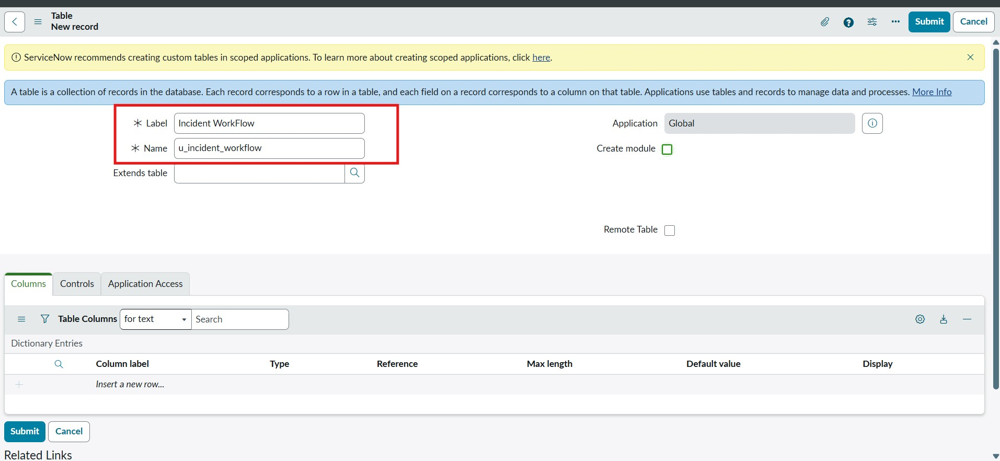 Table
New record
Submit
Cancel
ServiceNow recommends creating custom tables in scoped applications. To learn more about creating scoped applications, click here.
A table is a collection of records in the database. Each record corresponds to a row in a table, and each field on a record corresponds to a column on that table. Applications use tables and records to manage data and processes. More Info
Label Incident WorkFlow
Application Global
Name u_incident_workflow
Create module
Extends table
Remote Table
Columns Controls Application Access
Table Columns for text Search
Dictionary Entries
Column label Type Reference Max length Default value Display
Insert a new row...
Submit Cancel
Related Links